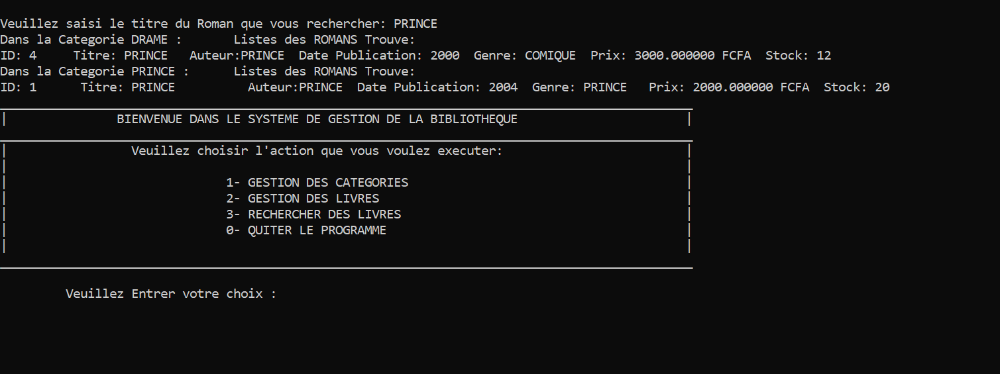 Veuillez saisi le titre du Roman que vous rechercher: PRINCE
Dans la Categorie DRAME : Listes des ROMANS Trouve:
ID: 4 Titre: PRINCE Auteur:PRINCE Date Publication: 2000 Genre: COMIQUE Prix: 3000.000000 FCFA Stock: 12
Dans la Categorie PRINCE : Listes des ROMANS Trouve:
ID: 1 Titre: PRINCE Auteur:PRINCE Date Publication: 2004 Genre: PRINCE Prix: 2000.000000 FCFA Stock: 20
BIENVENUE DANS LE SYSTEME DE GESTION DE LA BIBLIOTHEQUE
Veuillez choisir l'action que vous voulez executer:
1- GESTION DES CATEGORIES
2- GESTION DES LIVRES
3- RECHERCHER DES LIVRES
0- QUITER LE PROGRAMME
Veuillez Entrer votre choix :